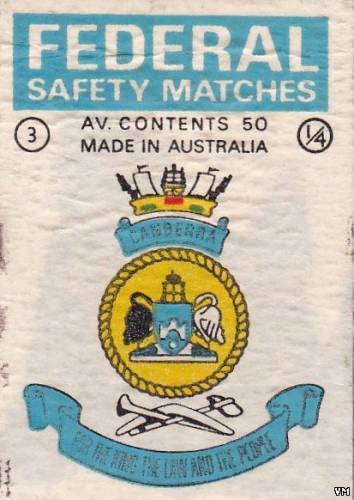 FEDERAL
SAFETY MATCHES
3
AV. CONTENTS 50
1/4
MADE IN AUSTRALIA
CANBERRA
FOR THE KING THE LAW AND THE PEOPLE
VM